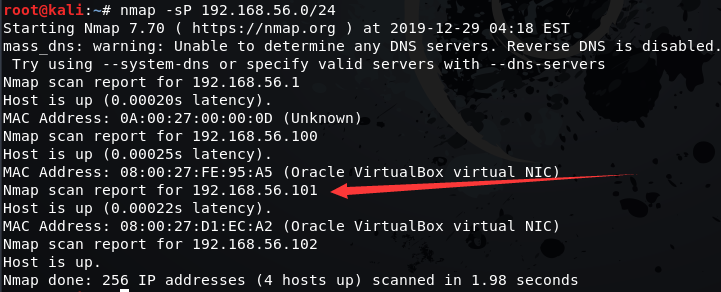 root@kali:~# nmap -sP 192.168.56.0/24
Starting Nmap 7.70 ( https://nmap.org ) at 2019-12-29 04:18 EST
mass_dns: warning: Unable to determine any DNS servers. Reverse DNS is disabled.
 Try using --system-dns or specify valid servers with --dns-servers
Nmap scan report for 192.168.56.1
Host is up (0.00020s latency).
MAC Address: 0A:00:27:00:00:0D (Unknown)
Nmap scan report for 192.168.56.100
Host is up (0.00025s latency).
MAC Address: 08:00:27:FE:95:A5 (Oracle VirtualBox virtual NIC)
Nmap scan report for 192.168.56.101
Host is up (0.00022s latency).
MAC Address: 08:00:27:D1:EC:A2 (Oracle VirtualBox virtual NIC)
Nmap scan report for 192.168.56.102
Host is up.
Nmap done: 256 IP addresses (4 hosts up) scanned in 1.98 seconds